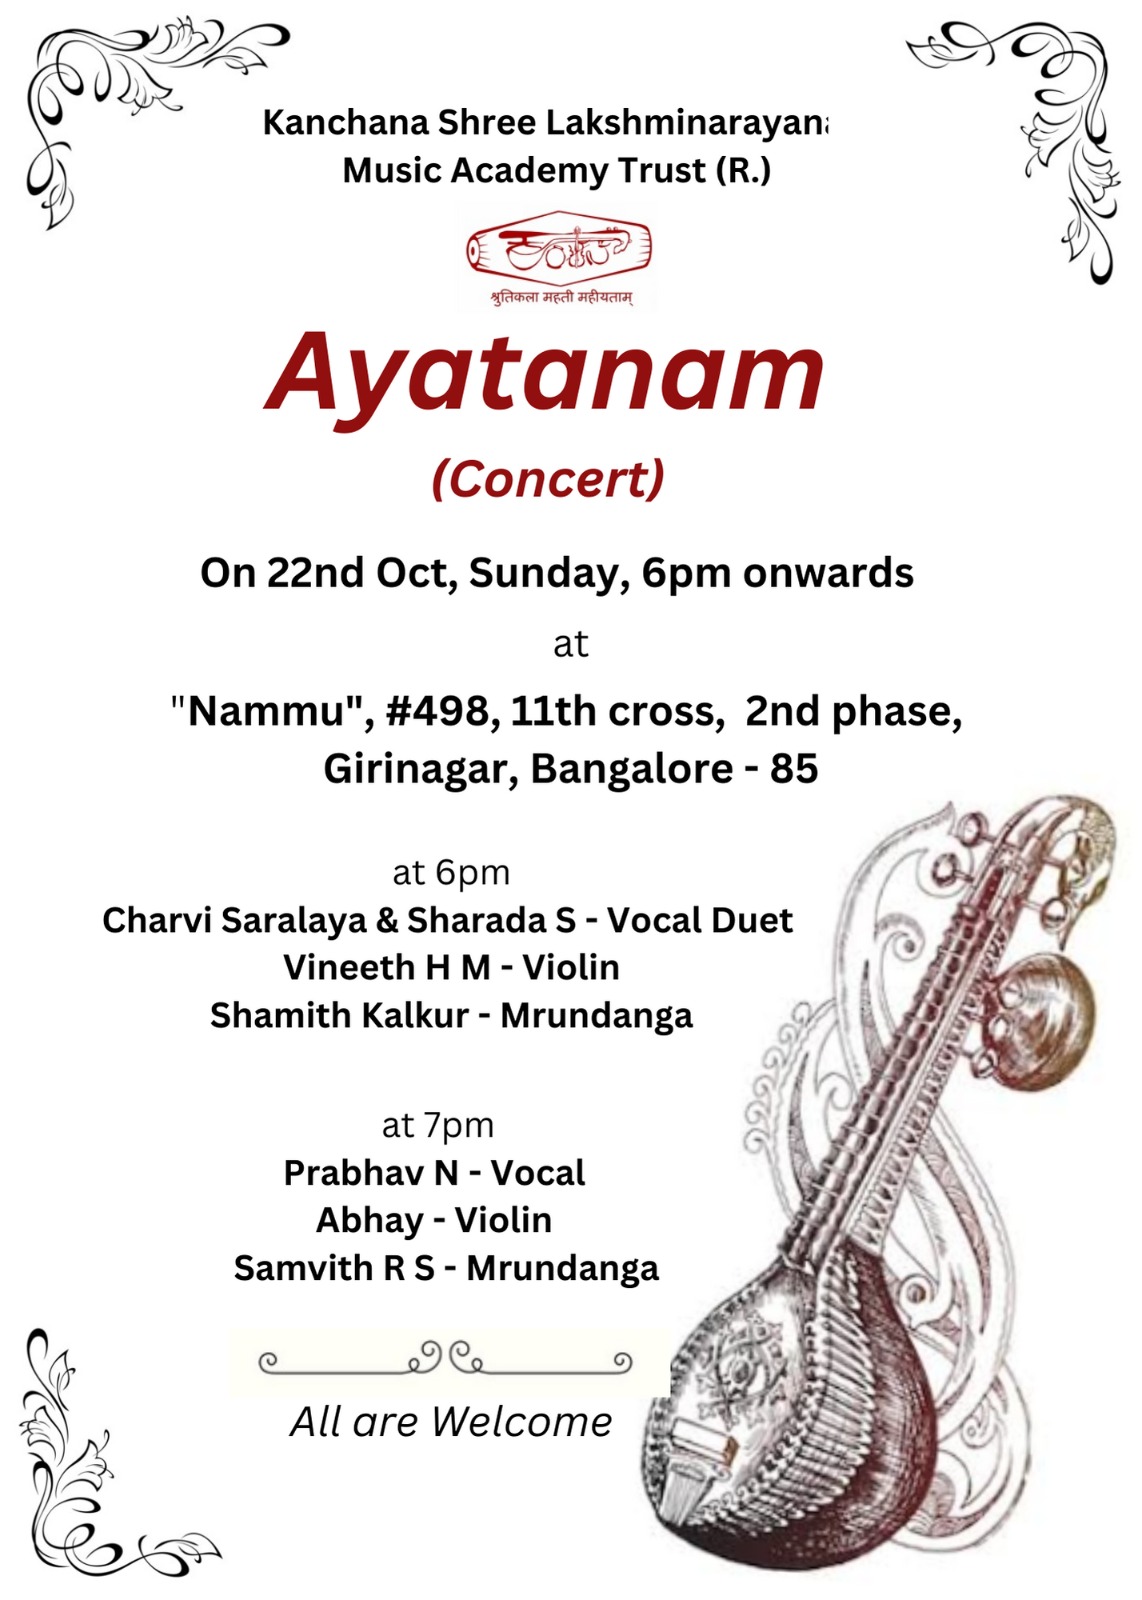 Kanchana Shree Lakshminarayana
Music Academy Trust (R.)
श्रुतिकला महती महीयताम्
Ayatanam
(Concert)
On 22nd Oct, Sunday, 6pm onwards
at
"Nammu", #498, 11th cross, 2nd phase,
Girinagar, Bangalore - 85
at 6pm
Charvi Saralaya & Sharada S - Vocal Duet
Vineeth H M - Violin
Shamith Kalkur - Mrundanga
at 7pm
Prabhav N - Vocal
Abhay - Violin
Samvith R S - Mrundanga
All are Welcome